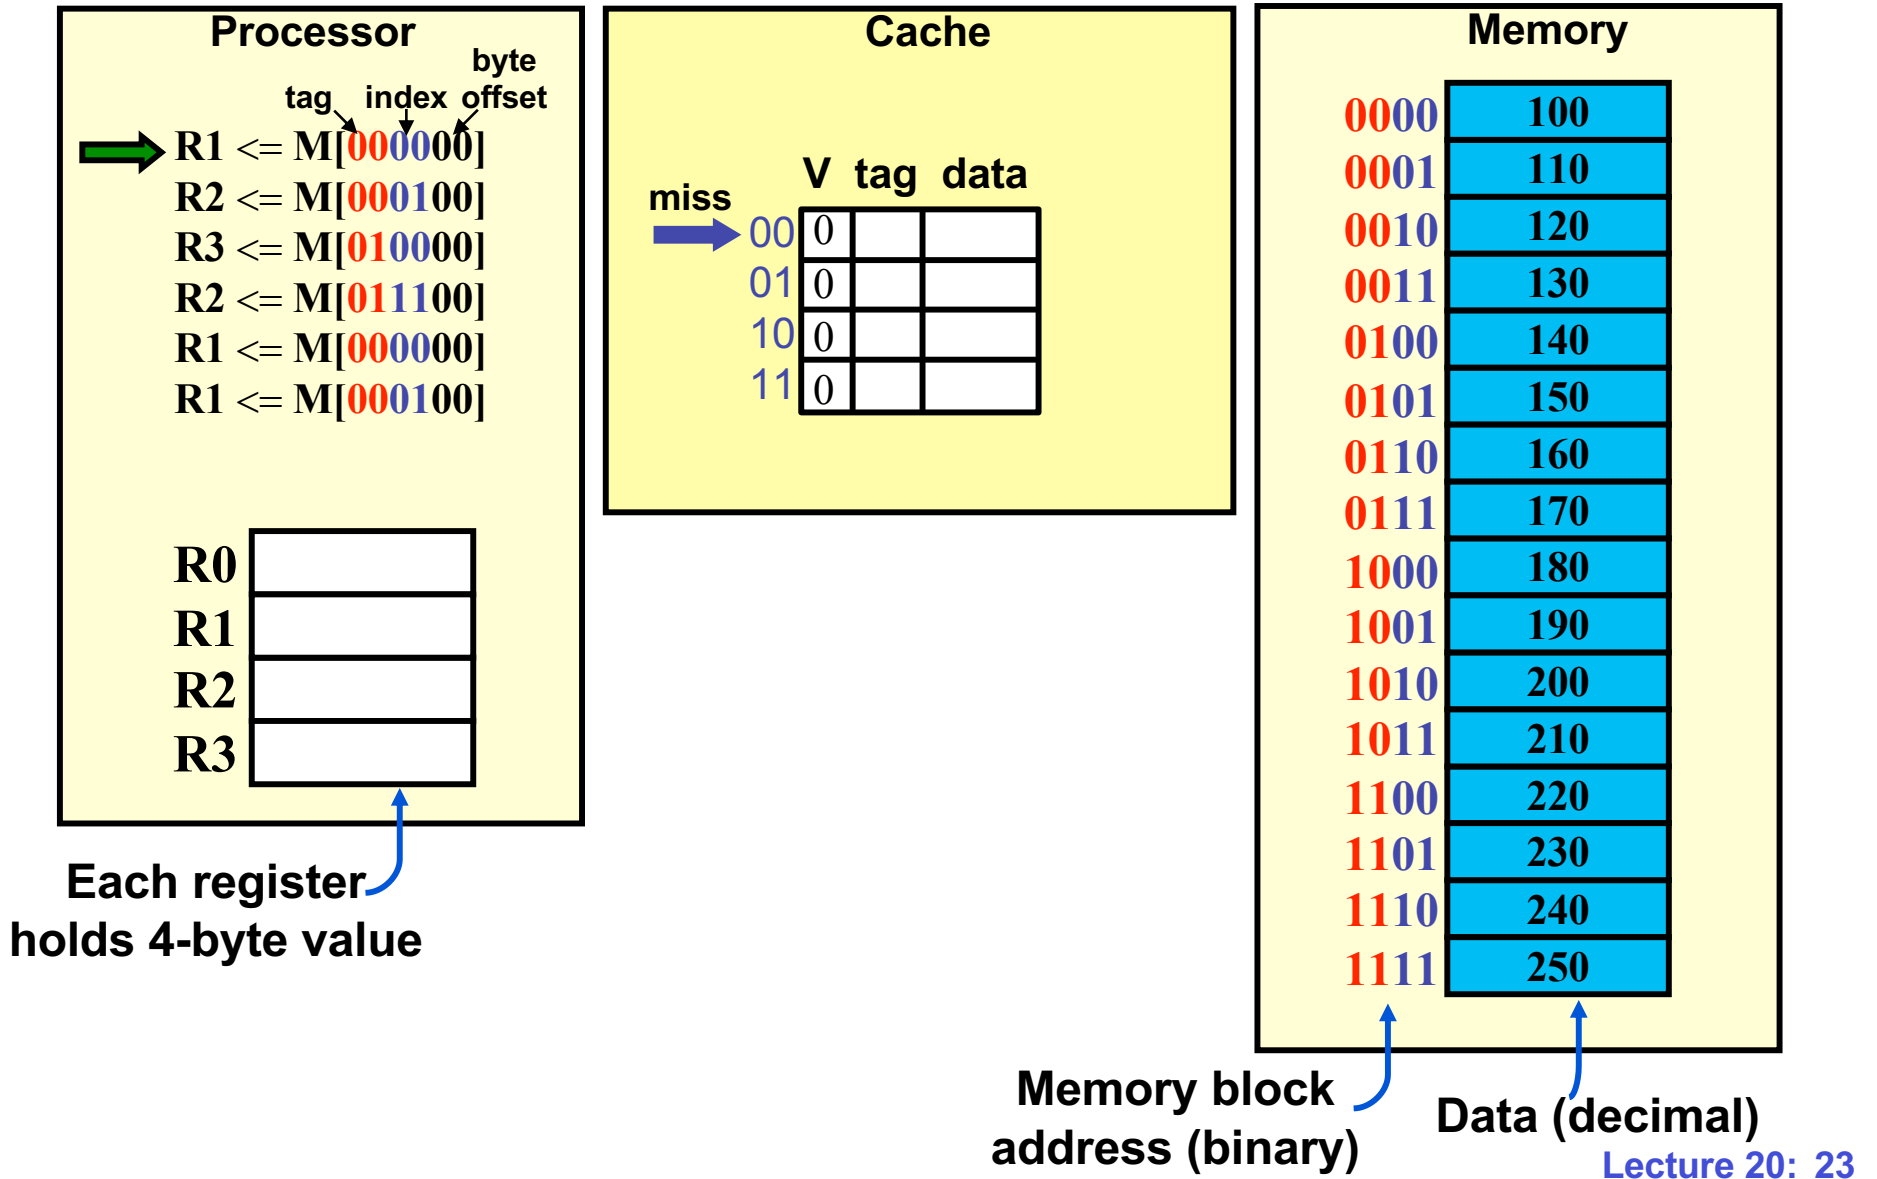 Processor
byte
tag index offset
R1 <= M[000000]
R2 <= M[000100]
R3 <= M[010000]
R2 <= M[011100]
R1 <= M[000000]
R1 <= M[000100]
R0
R1
R2
R3
Each register
holds 4-byte value
Cache
V tag data
miss
00 0
01 0
10 0
11 0
Memory
0000 100
0001 110
0010 120
0011 130
0100 140
0101 150
0110 160
0111 170
1000 180
1001 190
1010 200
1011 210
1100 220
1101 230
1110 240
1111 250
Memory block
address (binary)
Data (decimal)
Lecture 20: 23